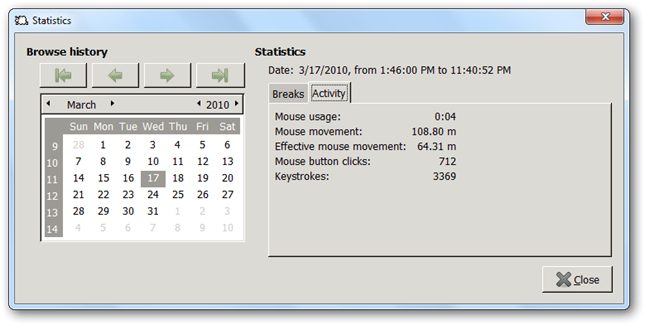 Statistics
Browse history
March 2010
Sun Mon Tue Wed Thu Fri Sat
9 28 1 2 3 4 5 6
10 7 8 9 10 11 12 13
11 14 15 16 17 18 19 20
12 21 22 23 24 25 26 27
13 28 29 30 31 1 2 3
14 4 5 6 7 8 9 10
Statistics
Date: 3/17/2010, from 1:46:00 PM to 11:40:52 PM
Breaks Activity
Mouse usage: 0:04
Mouse movement: 108.80 m
Effective mouse movement: 64.31 m
Mouse button clicks: 712
Keystrokes: 3369
Close